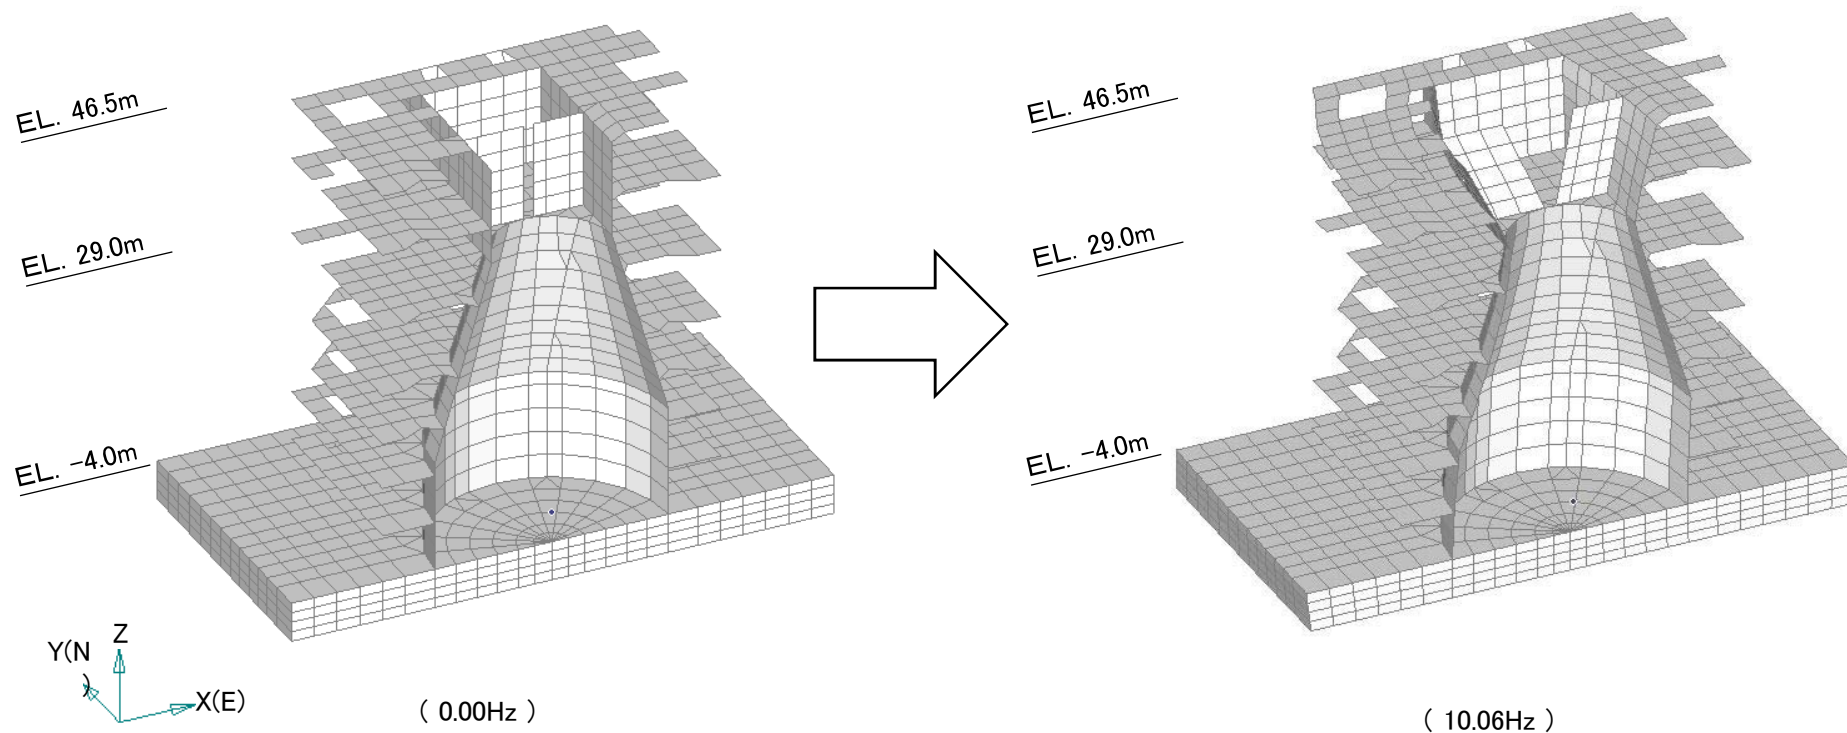 EL. 46.5m
EL. 29.0m
EL. -4.0m
Y(N
)
Z
X(E)
( 0.00Hz )
EL. 46.5m
EL. 29.0m
EL. -4.0m
( 10.06Hz )